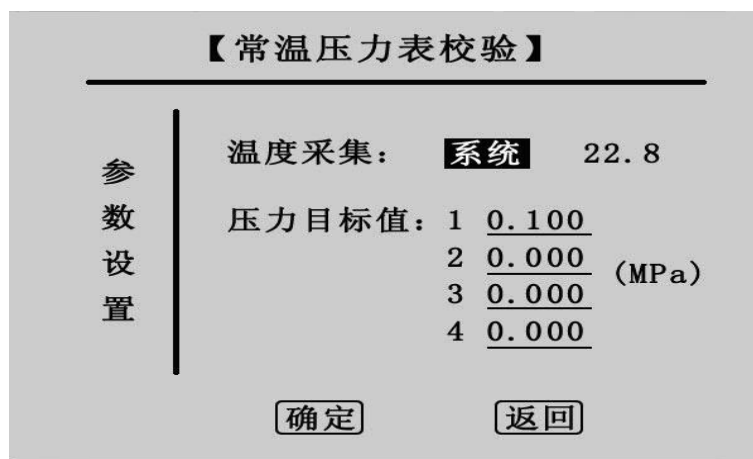 【常温压力表校验】
参数设置
温度采集： 系统 22.8
压力目标值：1 0.100
2 0.000
(MPa)
3 0.000
4 0.000
确定 返回